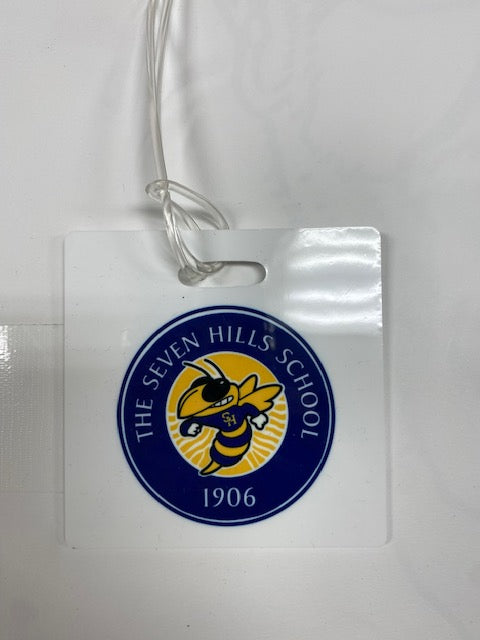 THE SEVEN HILLS SCHOOL
SH
1906